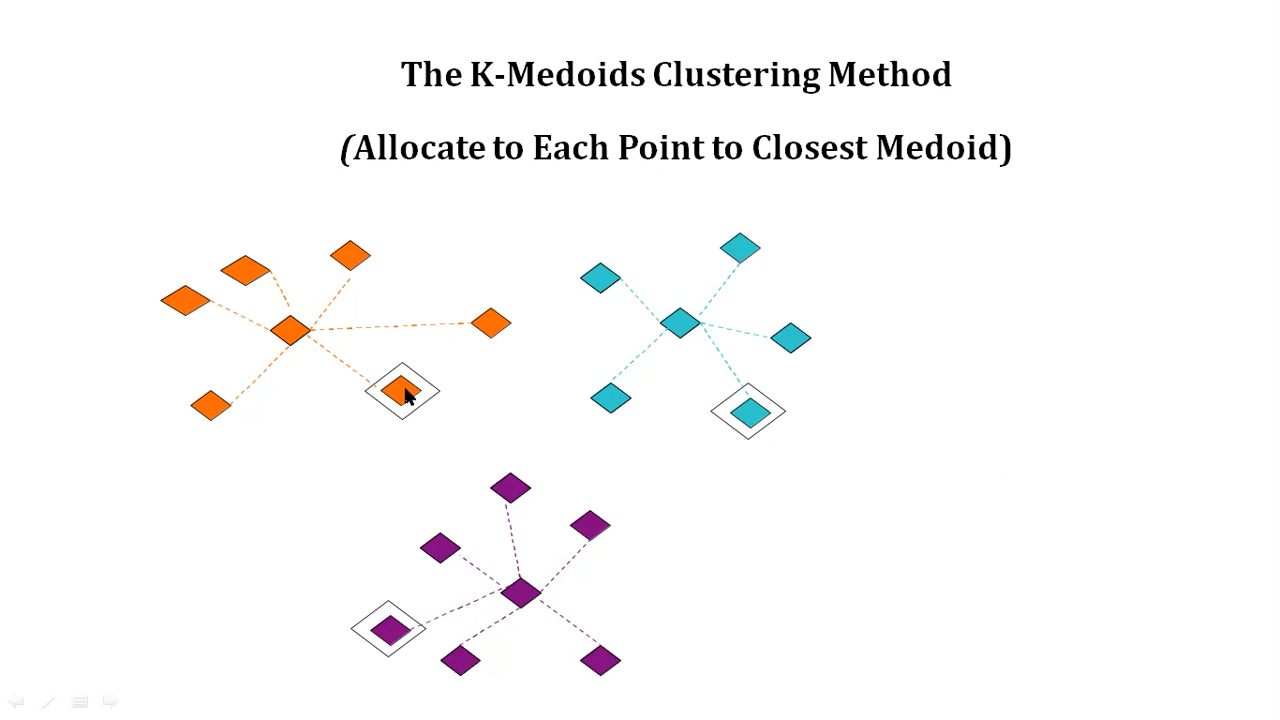 The K-Medoids Clustering Method
(Allocate to Each Point to Closest Medoid)